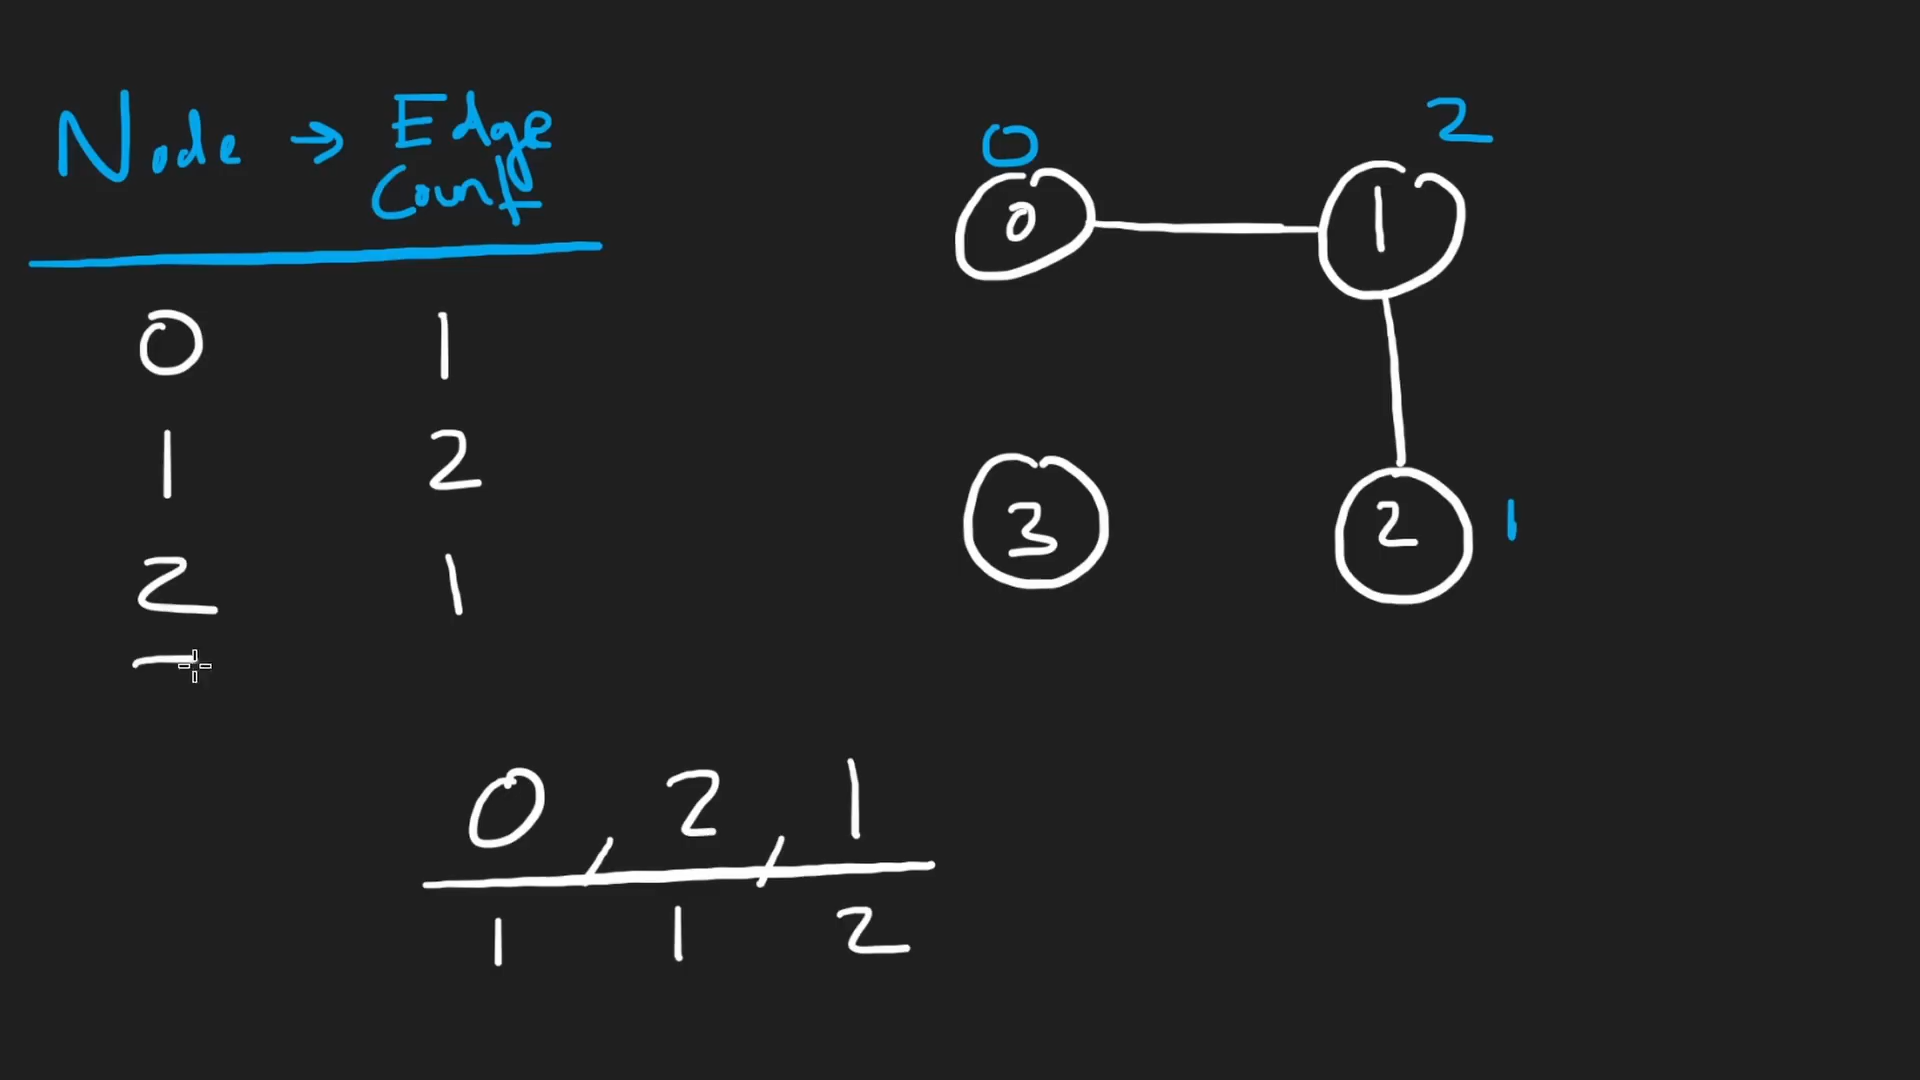 Node → Edge
Count
0 1
1 2
2 1
0 2
0 1
3 2 1
0 , 2 , 1
1 1 2